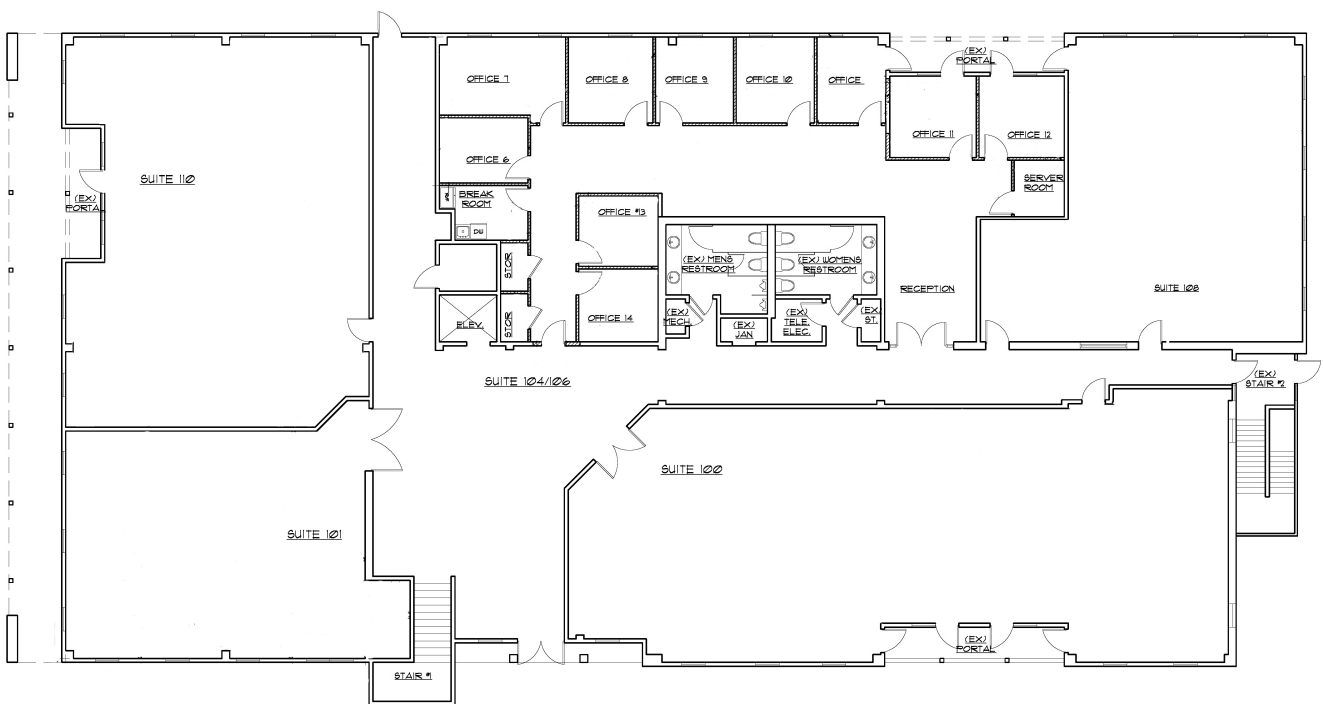 OFFICE 7
OFFICE 8
OFFICE 9
OFFICE 10
OFFICE
(EX)
PORTAL
OFFICE 11
OFFICE 12
OFFICE 6
SUITE 110
(EX)
PORTA
BREAK
ROOM
DW
SERVER
ROOM
OFFICE #13
STOR
(EX) MENS
RESTROOM
(EX) WOMENS
RESTROOM
RECEPTION
SUITE 108
ELEV.
STOR
OFFICE 14
(EX)
MECH.
(EX)
JAN
(EX)
TELE.
ELEC.
(EX)
ST.
SUITE 104/106
(EX)
STAIR #2
SUITE 100
SUITE 101
(EX)
PORTAL
STAIR #1